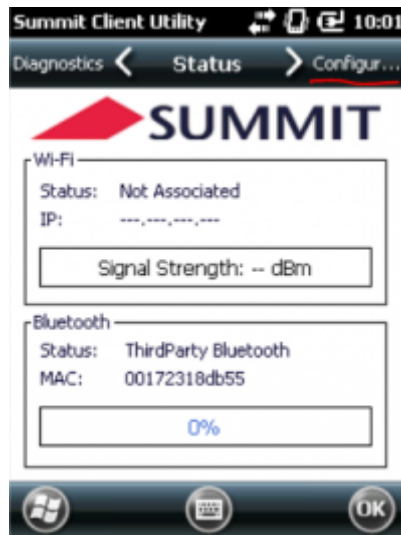 Summit Client Utility 10:01
Diagnostics Status Configur...
SUMMIT
Wi-Fi
Status: Not Associated
IP: ---.---.---.---
Signal Strength: -- dBm
Bluetooth
Status: ThirdParty Bluetooth
MAC: 00172318db55
0%
OK